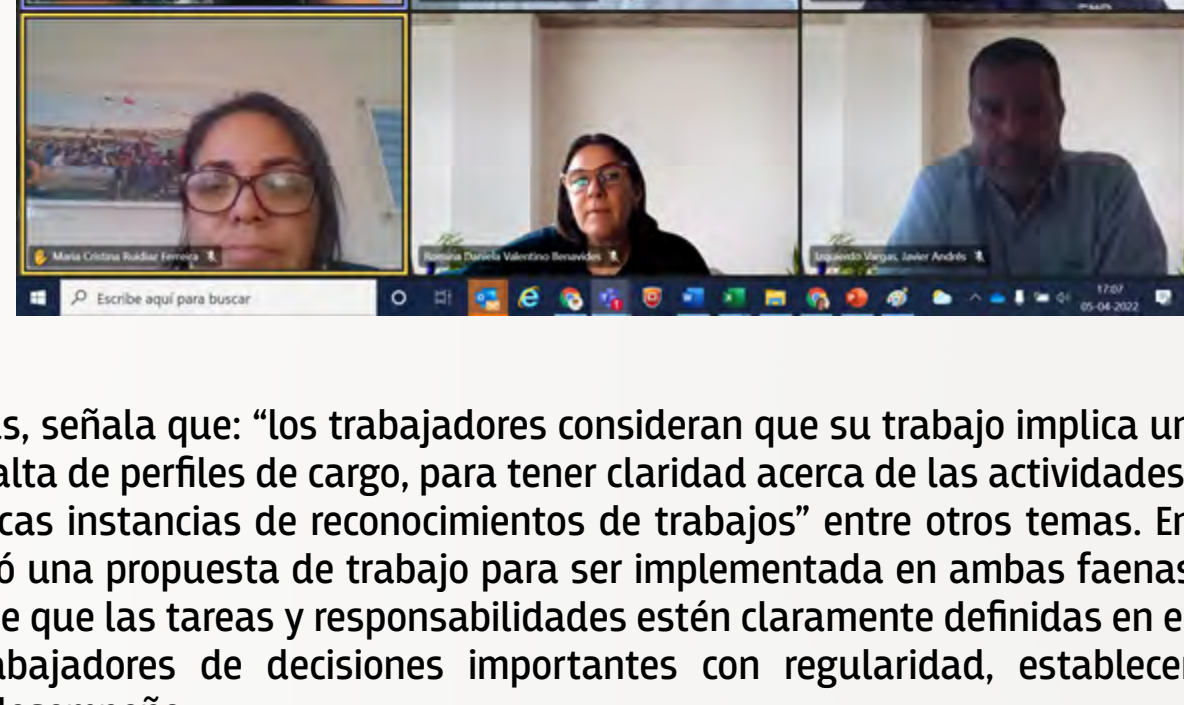 Maria Cristina Ruidiaz Ferreira
Romina Daniela Valentino Benavides
Izquierdo Vargas, Javier Andrés
Escribe aquí para buscar
17:07
05-04-2022
s, señala que: “los trabajadores consideran que su trabajo implica un
alta de perfiles de cargo, para tener claridad acerca de las actividades
cas instancias de reconocimientos de trabajos” entre otros temas. En
ó una propuesta de trabajo para ser implementada en ambas faenas
e que las tareas y responsabilidades estén claramente definidas en e
abajadores de decisiones importantes con regularidad, establecer